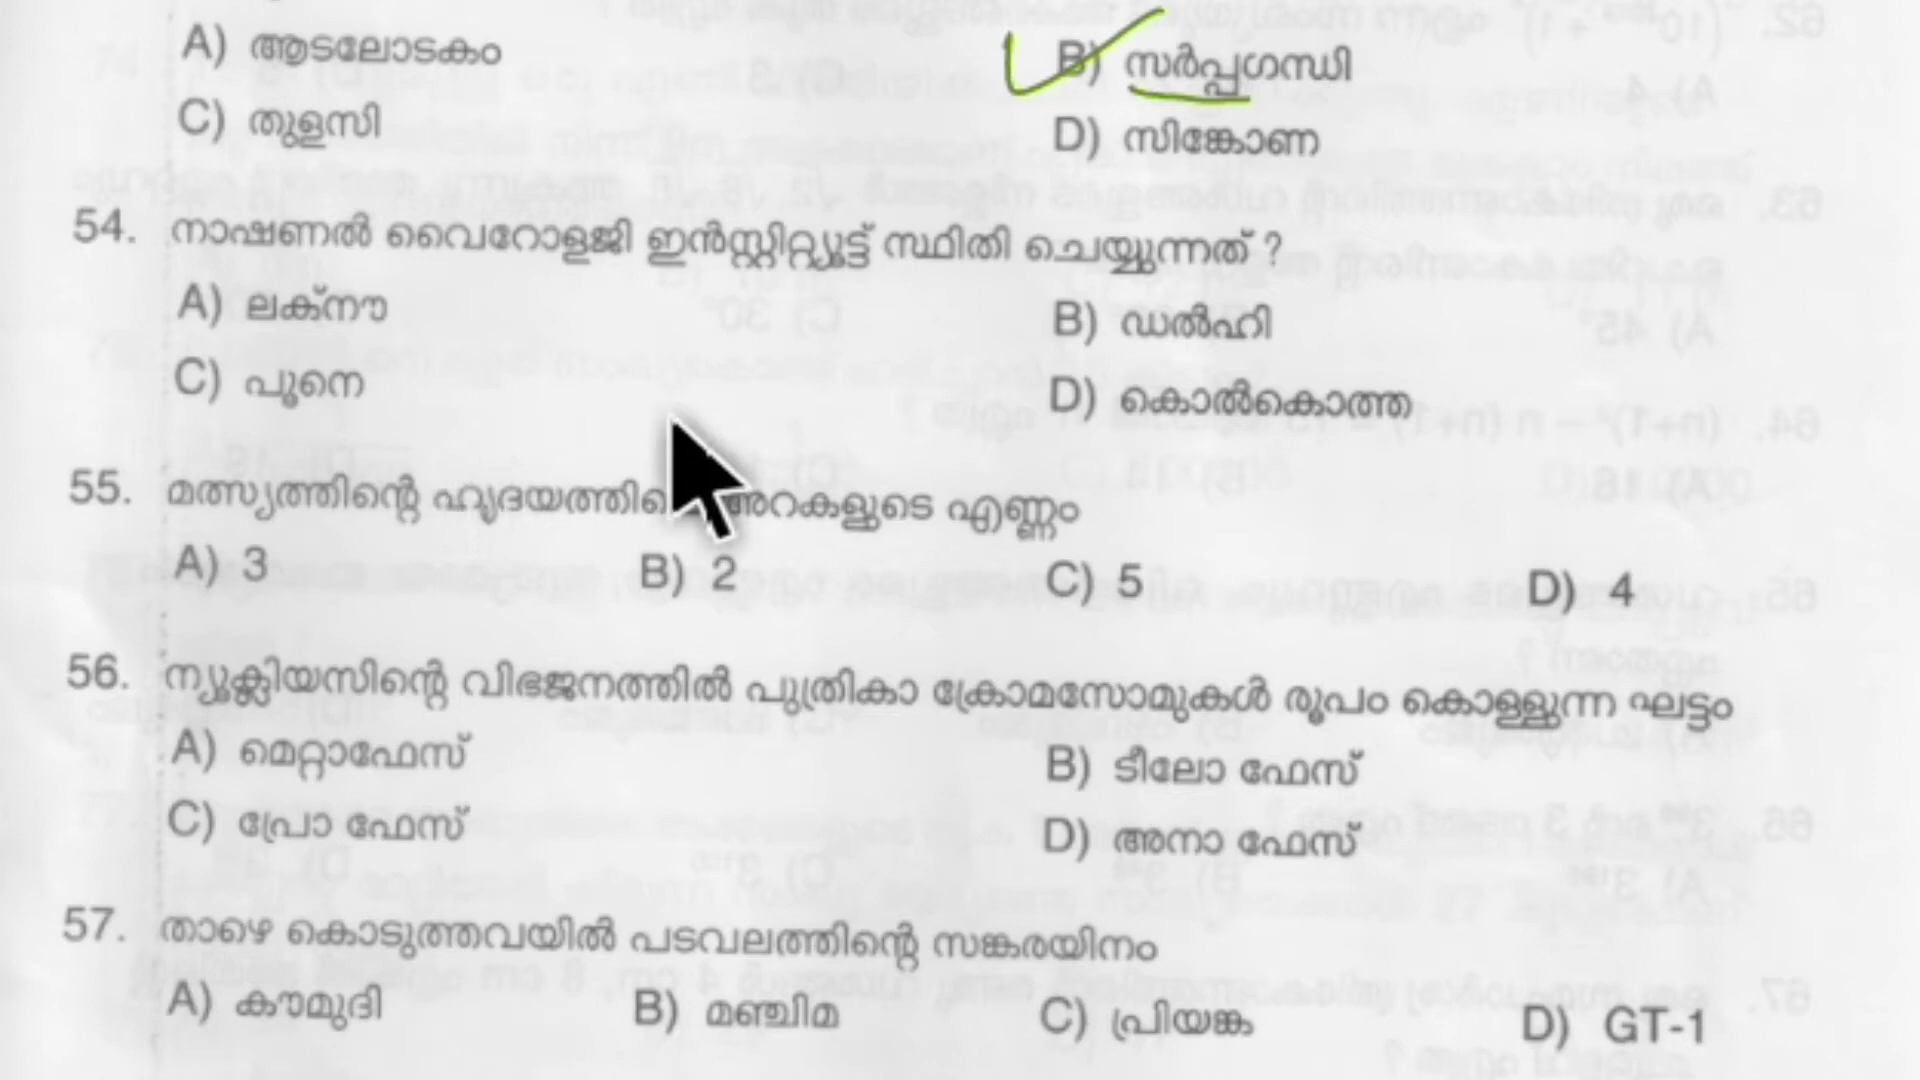 A) ആടലോടകം B) സർപ്പഗന്ധി
C) തുളസി D) സിങ്കോണ
54. നാഷണൽ വൈറോളജി ഇൻസ്റ്റിറ്റ്യൂട്ട് സ്ഥിതി ചെയ്യുന്നത് ?
A) ലക്നൗ B) ഡൽഹി
C) പൂനെ D) കൊൽകൊത്ത
55. മത്സ്യത്തിന്റെ ഹൃദയത്തിലെ അറകളുടെ എണ്ണം
A) 3 B) 2 C) 5 D) 4
56. ന്യൂക്ലിയസിന്റെ വിഭജനത്തിൽ പുത്രികാ ക്രോമസോമുകൾ രൂപം കൊള്ളുന്ന ഘട്ടം
A) മെറ്റാഫേസ് B) ടീലോ ഫേസ്
C) പ്രോ ഫേസ് D) അനാ ഫേസ്
57. താഴെ കൊടുത്തവയിൽ പടവലത്തിന്റെ സങ്കരയിനം
A) കൗമുദി B) മഞ്ചിമ C) പ്രിയങ്ക D) GT-1